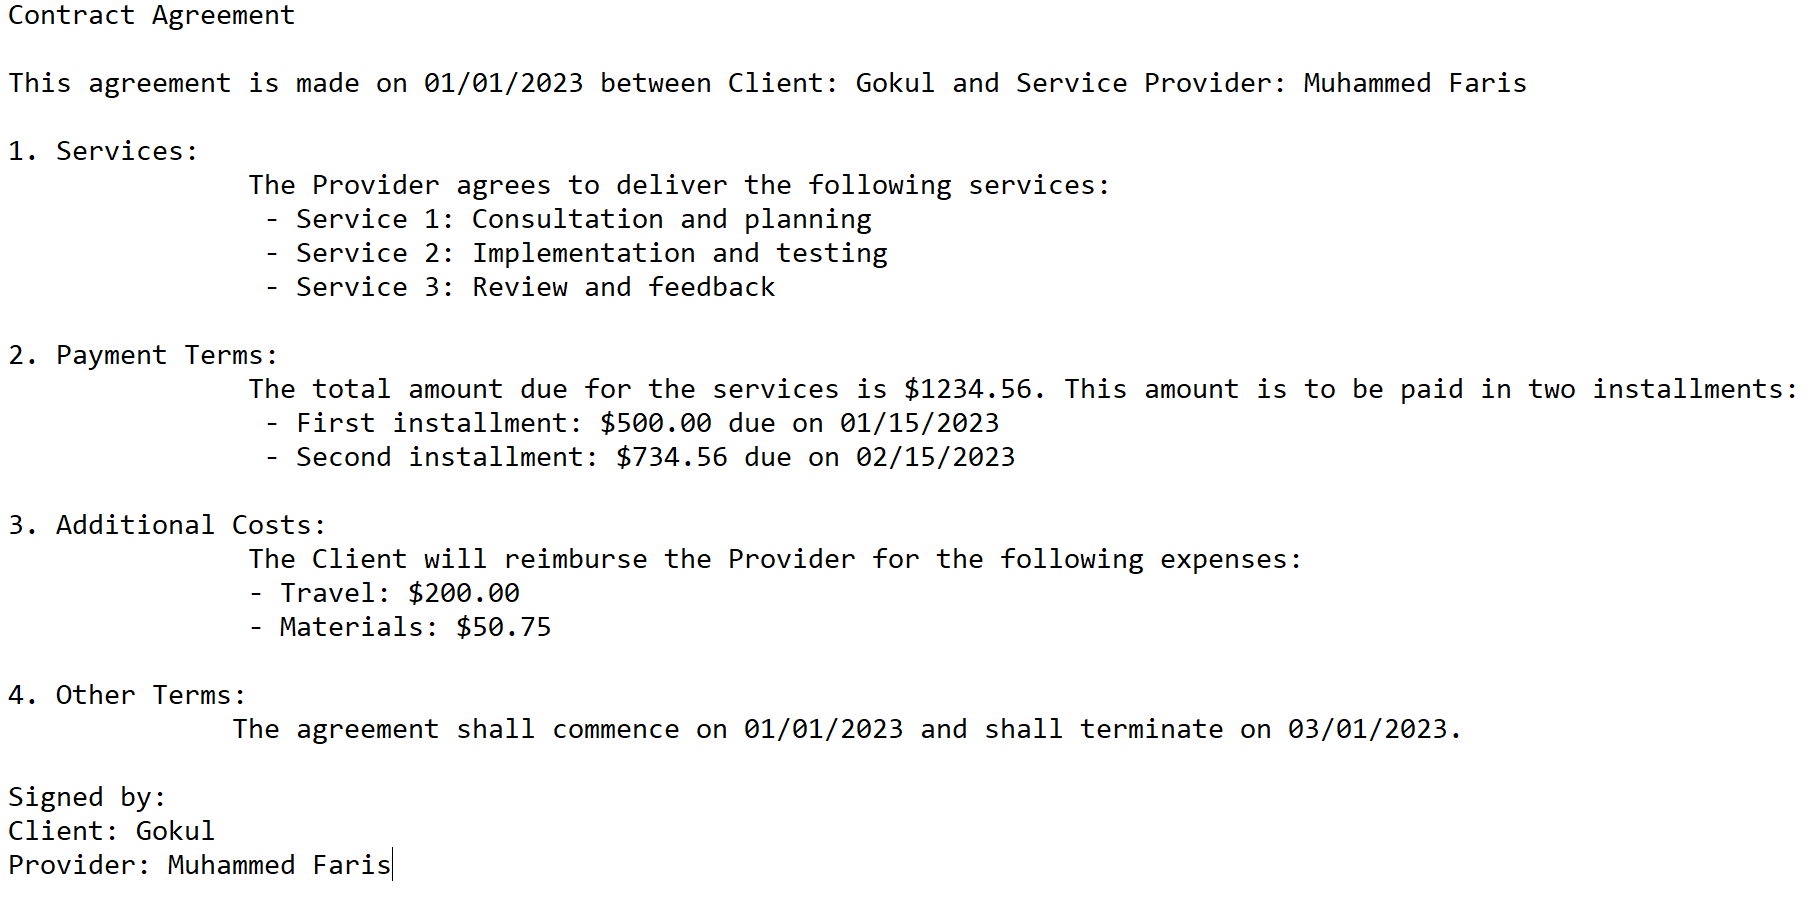 Contract Agreement
This agreement is made on 01/01/2023 between Client: Gokul and Service Provider: Muhammed Faris
1. Services:
The Provider agrees to deliver the following services:
- Service 1: Consultation and planning
- Service 2: Implementation and testing
- Service 3: Review and feedback
2. Payment Terms:
The total amount due for the services is $1234.56. This amount is to be paid in two installments:
- First installment: $500.00 due on 01/15/2023
- Second installment: $734.56 due on 02/15/2023
3. Additional Costs:
The Client will reimburse the Provider for the following expenses:
- Travel: $200.00
- Materials: $50.75
4. Other Terms:
The agreement shall commence on 01/01/2023 and shall terminate on 03/01/2023.
Signed by:
Client: Gokul
Provider: Muhammed Faris